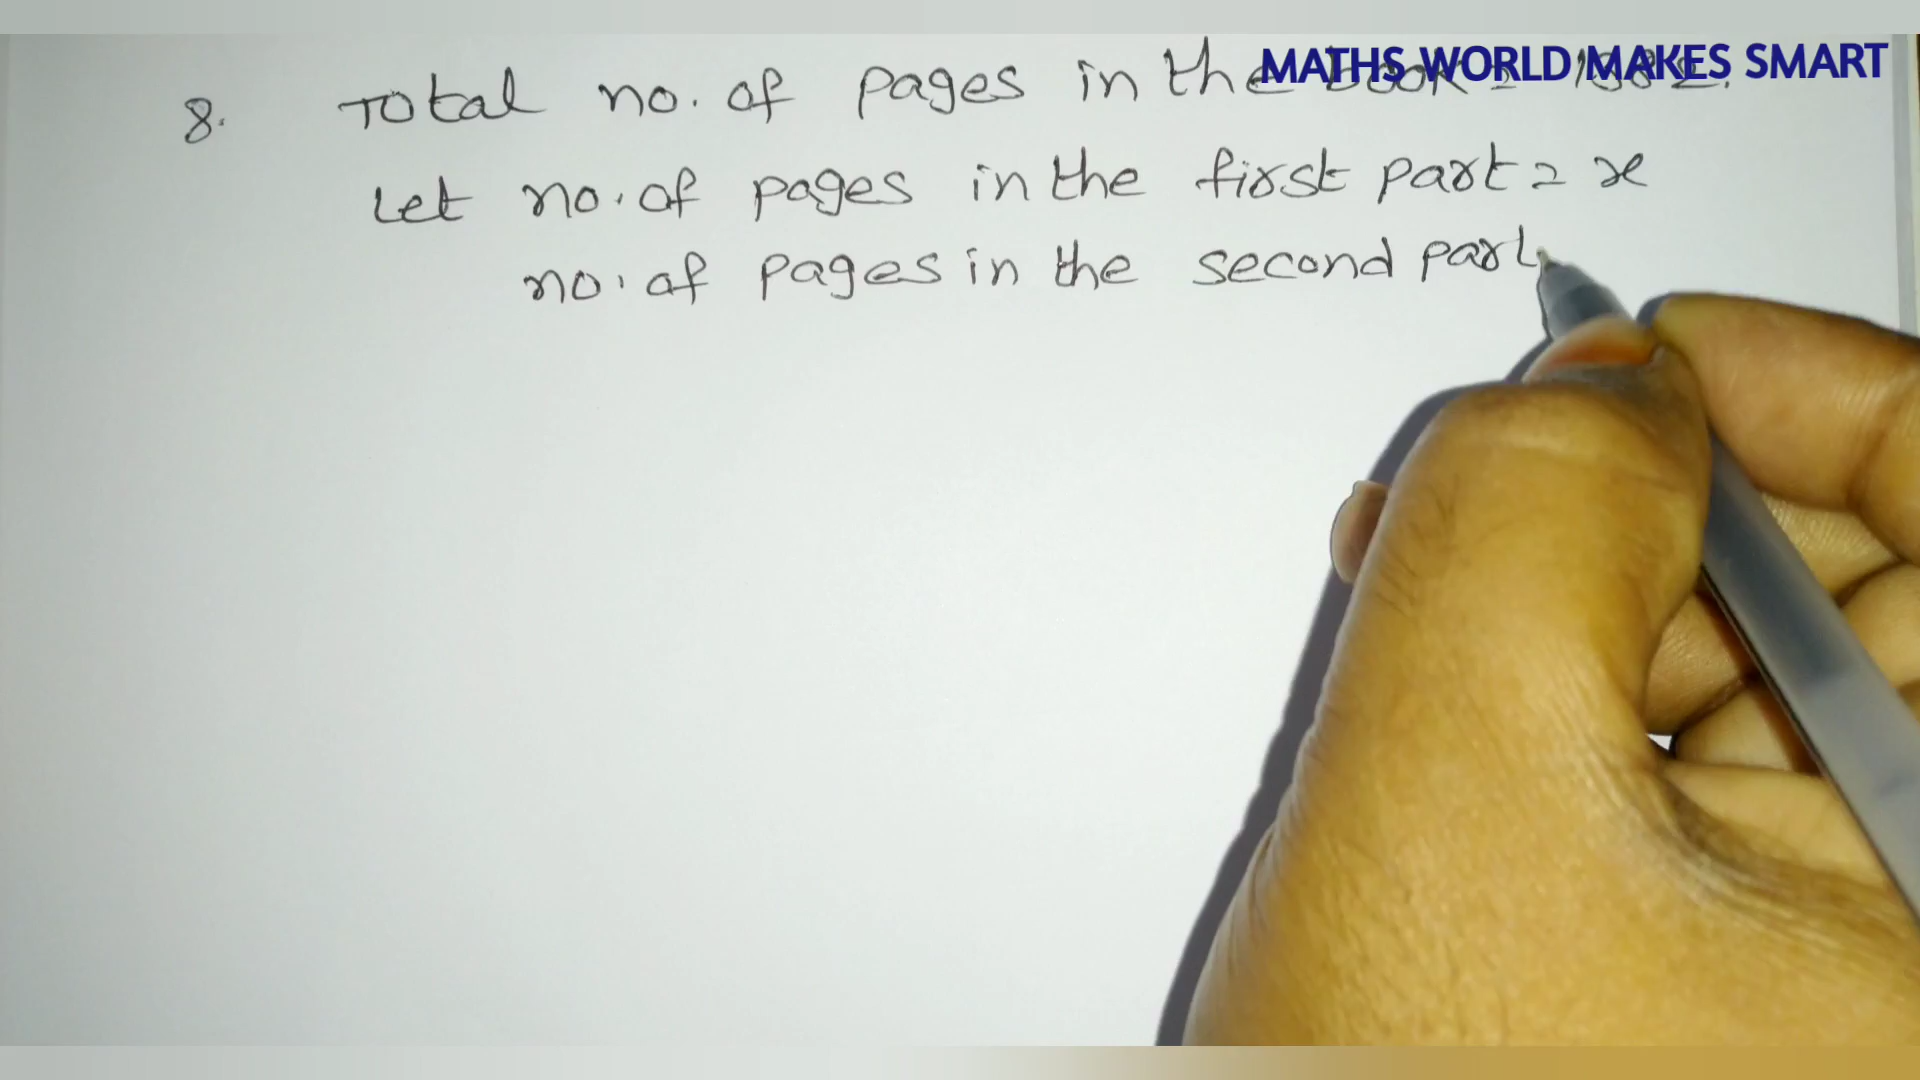 MATHS WORLD MAKES SMART
8. Total no. of pages in the book =
Let no. of pages in the first part = x
no. of pages in the second part